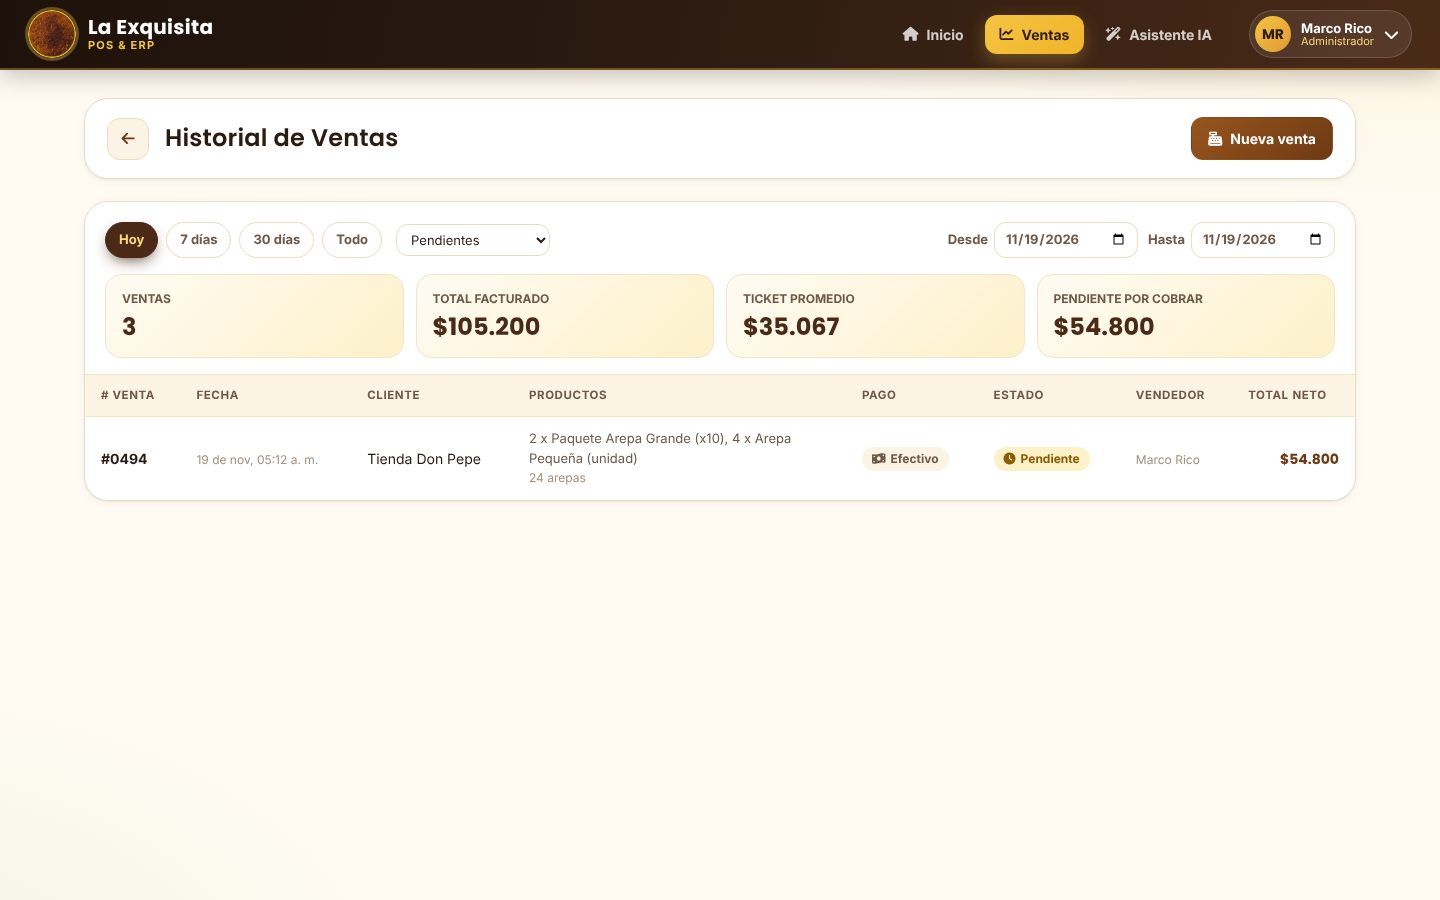 La Exquisita
POS & ERP
Inicio
Ventas
Asistente IA
MR
Marco Rico
Administrador
Historial de Ventas
Nueva venta
Hoy
7 días
30 días
Todo
Pendientes
Desde
11/19/2026
Hasta
11/19/2026
VENTAS
3
TOTAL FACTURADO
$105.200
TICKET PROMEDIO
$35.067
PENDIENTE POR COBRAR
$54.800
# VENTA FECHA CLIENTE PRODUCTOS PAGO ESTADO VENDEDOR TOTAL NETO
#0494
19 de nov, 05:12 a. m.
Tienda Don Pepe
2 x Paquete Arepa Grande (x10), 4 x Arepa
Pequeña (unidad)
24 arepas
Efectivo
Pendiente
Marco Rico
$54.800